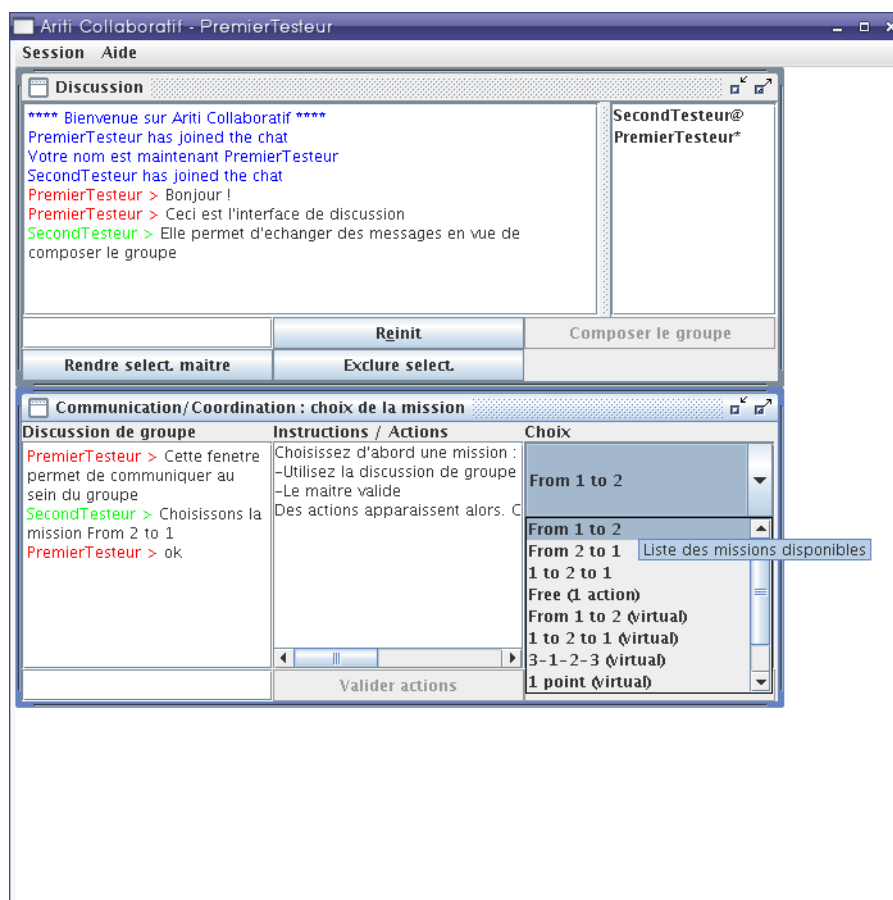 Ariti Collaboratif - PremierTesteur
Session Aide
Discussion
**** Bienvenue sur Ariti Collaboratif ****
PremierTesteur has joined the chat
Votre nom est maintenant PremierTesteur
SecondTesteur has joined the chat
PremierTesteur > Bonjour !
PremierTesteur > Ceci est l'interface de discussion
SecondTesteur > Elle permet d'echanger des messages en vue de
composer le groupe
SecondTesteur@
PremierTesteur*
Reinit
Composer le groupe
Rendre select. maitre
Exclure select.
Communication/Coordination : choix de la mission
Discussion de groupe
PremierTesteur > Cette fenetre
permet de communiquer au
sein du groupe
SecondTesteur > Choisissons la
mission From 2 to 1
PremierTesteur > ok
Instructions / Actions
Choisissez d'abord une mission :
-Utilisez la discussion de groupe
-Le maitre valide
Des actions apparaissent alors. C
Valider actions
Choix
From 1 to 2
From 1 to 2
From 2 to 1
Liste des missions disponibles
1 to 2 to 1
Free (1 action)
From 1 to 2 (virtual)
1 to 2 to 1 (virtual)
3-1-2-3 (virtual)
1 point (virtual)